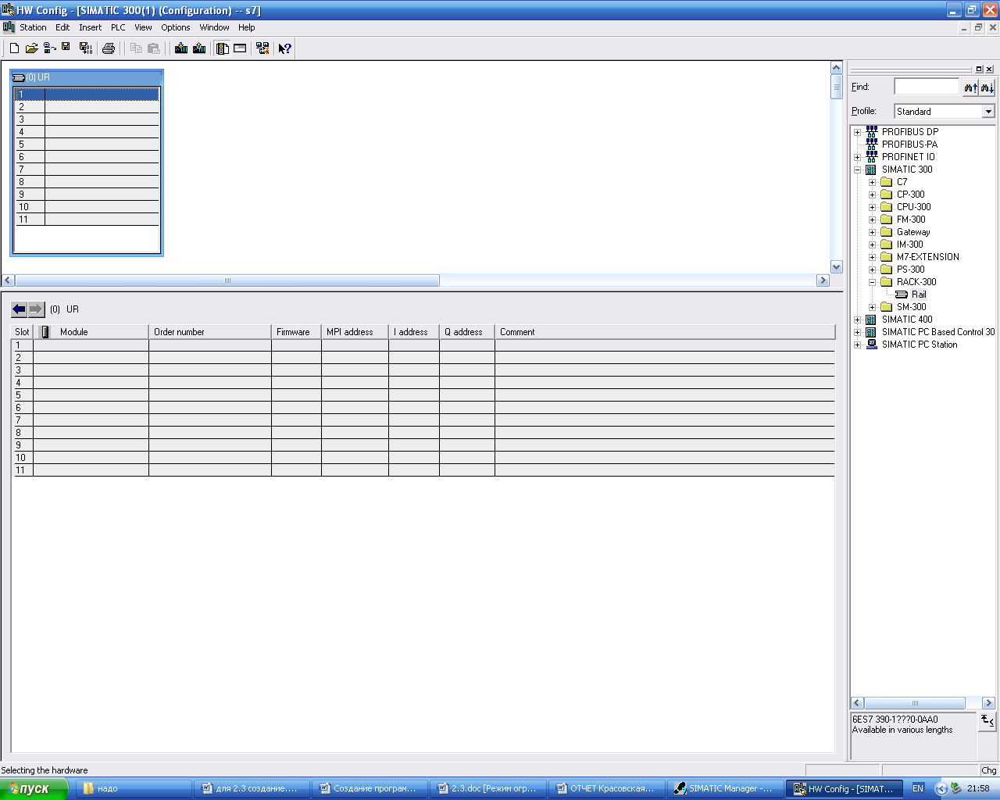 HW Config - [SIMATIC 300(1) (Configuration) -- s7]
Station Edit Insert PLC View Options Window Help
(0) UR
1
2
3
4
5
6
7
8
9
10
11
(0) UR
Slot Module Order number Firmware MPI address I address Q address Comment
1
2
3
4
5
6
7
8
9
10
11
Find:
Profile: Standard
PROFIBUS DP
PROFIBUS-PA
PROFINET IO
SIMATIC 300
C7
CP-300
CPU-300
FM-300
Gateway
IM-300
M7-EXTENSION
PS-300
RACK-300
Rail
SM-300
SIMATIC 400
SIMATIC PC Based Control 30
SIMATIC PC Station
6ES7 390-1???0-0AA0
Available in various lengths
Selecting the hardware Chg
пуск надо для 2.3 создание.... Создание програм... 2.3.doc [Режим огр... ОТЧЕТ Красовская... SIMATIC Manager -... HW Config - [SIMAT... EN 21:58